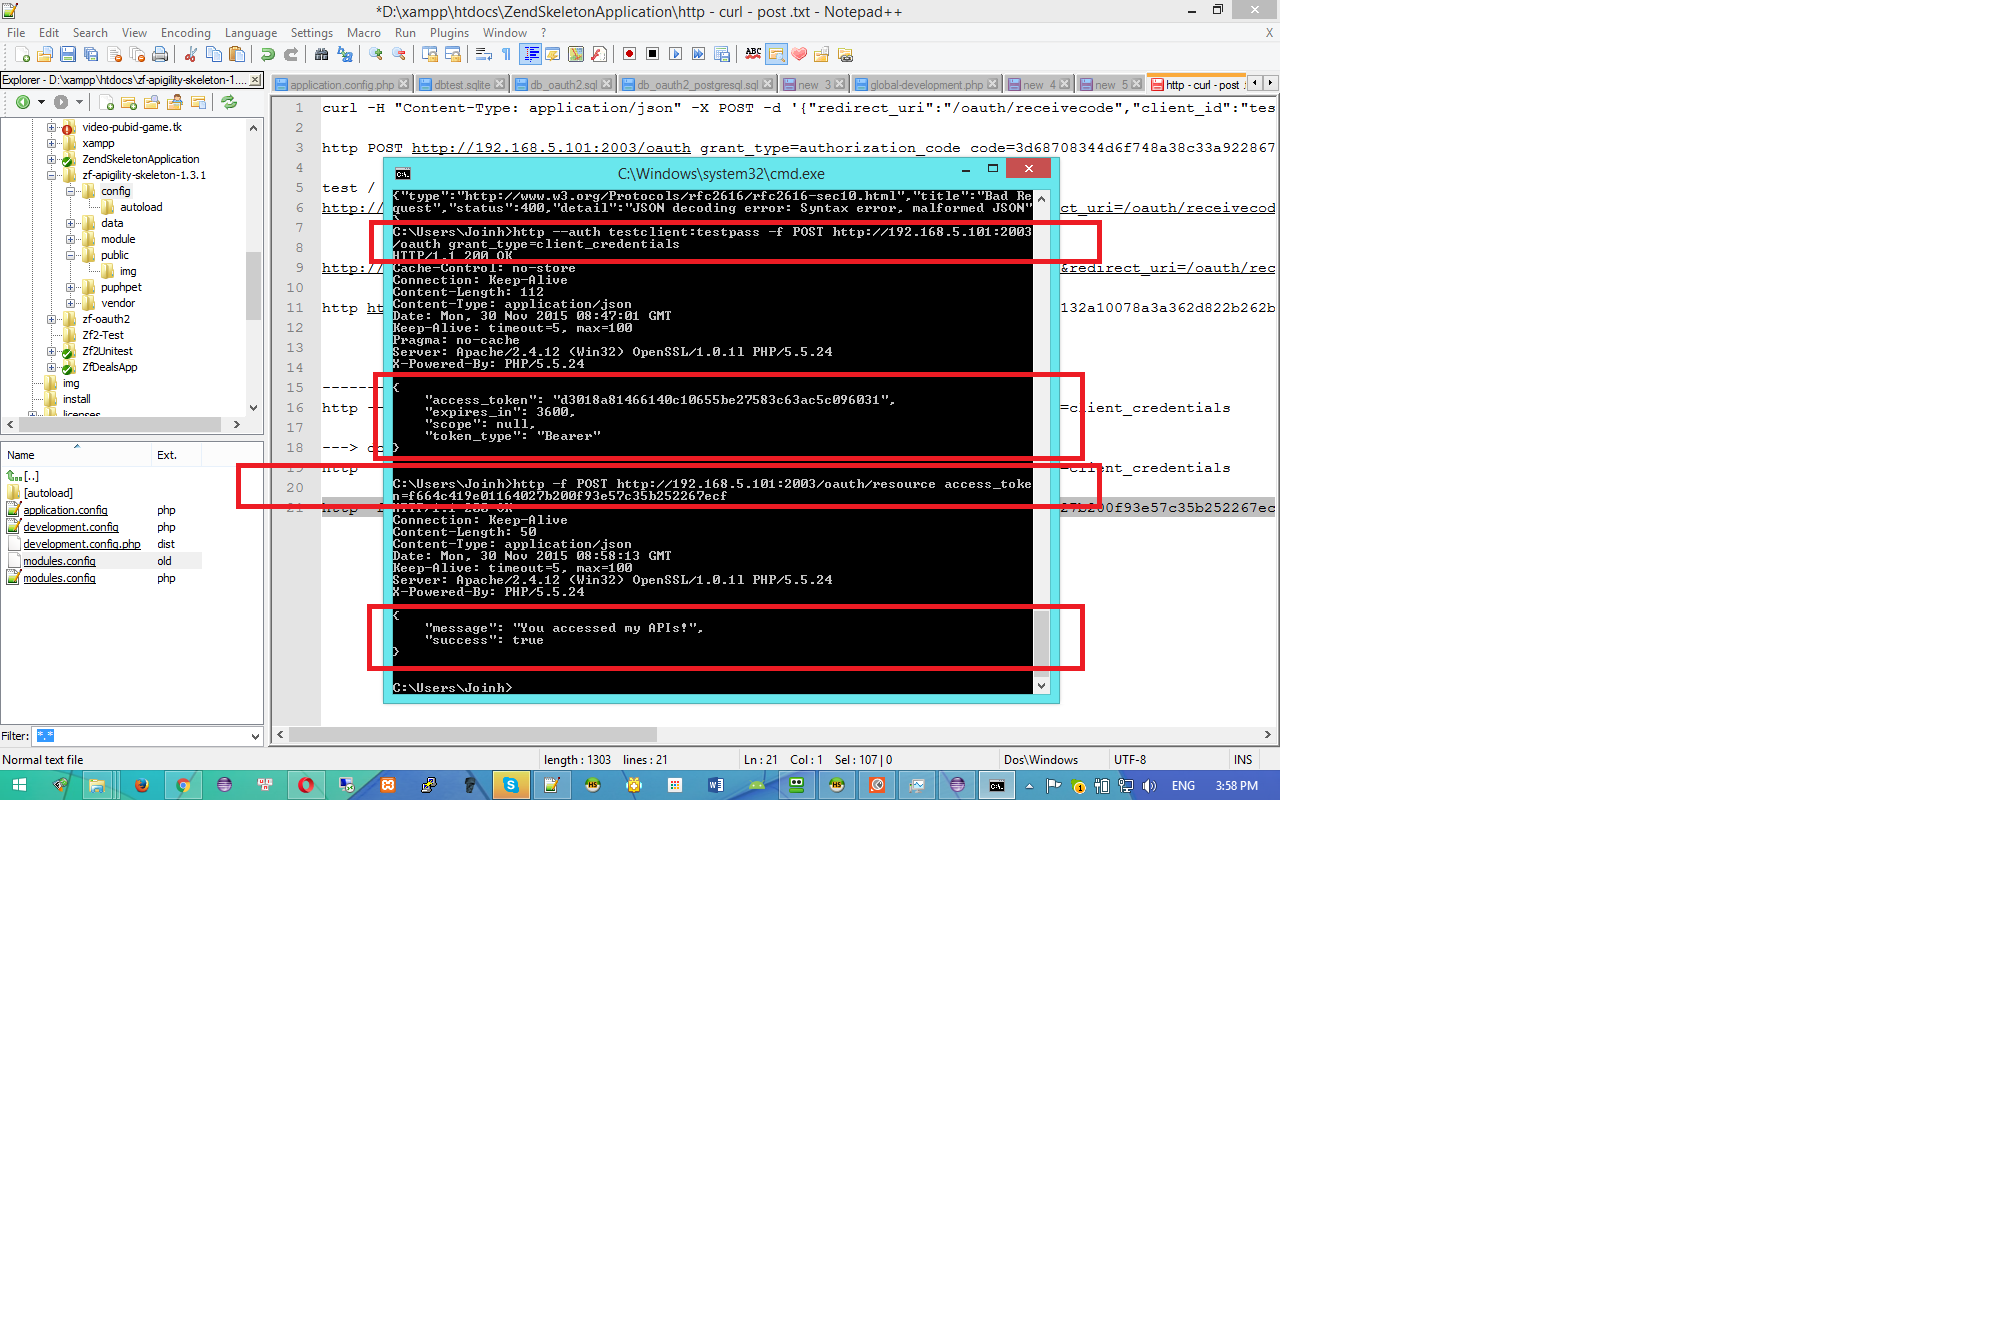 *D:\xampp\htdocs\ZendSkeletonApplication\http - curl - post .txt - Notepad++
File Edit Search View Encoding Language Settings Macro Run Plugins Window ? X
Explorer - D:\xampp\htdocs\zf-apigility-skeleton-1....
application.config.php dbtest.sqlite db_oauth2.sql db_oauth2_postgresql.sql new 3 global-development.php new 4 new 5 http - curl - post .
video-pubid-game.tk
xampp
ZendSkeletonApplication
zf-apigility-skeleton-1.3.1
config
autoload
data
module
public
img
puphpet
vendor
zf-oauth2
Zf2-Test
Zf2Unitest
ZfDealsApp
img
install
licenses
Name Ext.
[..]
[autoload]
application.config php
development.config php
development.config.php dist
modules.config old
modules.config php
Filter: *.*
1 curl -H "Content-Type: application/json" -X POST -d '{"redirect_uri":"/oauth/receivecode","client_id":"tes
2
3 http POST http://192.168.5.101:2003/oauth grant_type=authorization_code code=3d68708344d6f748a38c33a922867
4
5 test /
6 http:// ct_uri=/oauth/receivecod
7
8
9 http:// &redirect_uri=/oauth/rec
10
11 http ht 132a10078a3a362d822b262b
12
13
14
15 -------
16 http =client_credentials
17
18 ---> 
19 http =client_credentials
20
21 http 27b200f93e57c35b252267ec
C:\Windows\system32\cmd.exe
{"type":"http://www.w3.org/Protocols/rfc2616/rfc2616-sec10.html","title":"Bad Re
quest","status":400,"detail":"JSON decoding error: Syntax error, malformed JSON"
}
C:\Users\Joinh>http --auth testclient:testpass -f POST http://192.168.5.101:2003
/oauth grant_type=client_credentials
HTTP/1.1 200 OK
Cache-Control: no-store
Connection: Keep-Alive
Content-Length: 112
Content-Type: application/json
Date: Mon, 30 Nov 2015 08:47:01 GMT
Keep-Alive: timeout=5, max=100
Pragma: no-cache
Server: Apache/2.4.12 (Win32) OpenSSL/1.0.1l PHP/5.5.24
X-Powered-By: PHP/5.5.24
{
"access_token": "d3018a81466140c10655be27583c63ac5c096031",
"expires_in": 3600,
"scope": null,
"token_type": "Bearer"
}
C:\Users\Joinh>http -f POST http://192.168.5.101:2003/oauth/resource access_toke
n=f664c419e01164027b200f93e57c35b252267ecf
HTTP/1.1 200 OK
Connection: Keep-Alive
Content-Length: 50
Content-Type: application/json
Date: Mon, 30 Nov 2015 08:58:13 GMT
Keep-Alive: timeout=5, max=100
Server: Apache/2.4.12 (Win32) OpenSSL/1.0.1l PHP/5.5.24
X-Powered-By: PHP/5.5.24
{
"message": "You accessed my APIs!",
"success": true
}
C:\Users\Joinh>
Normal text file length : 1303 lines : 21 Ln : 21 Col : 1 Sel : 107 | 0 Dos\Windows UTF-8 INS
ENG 3:58 PM